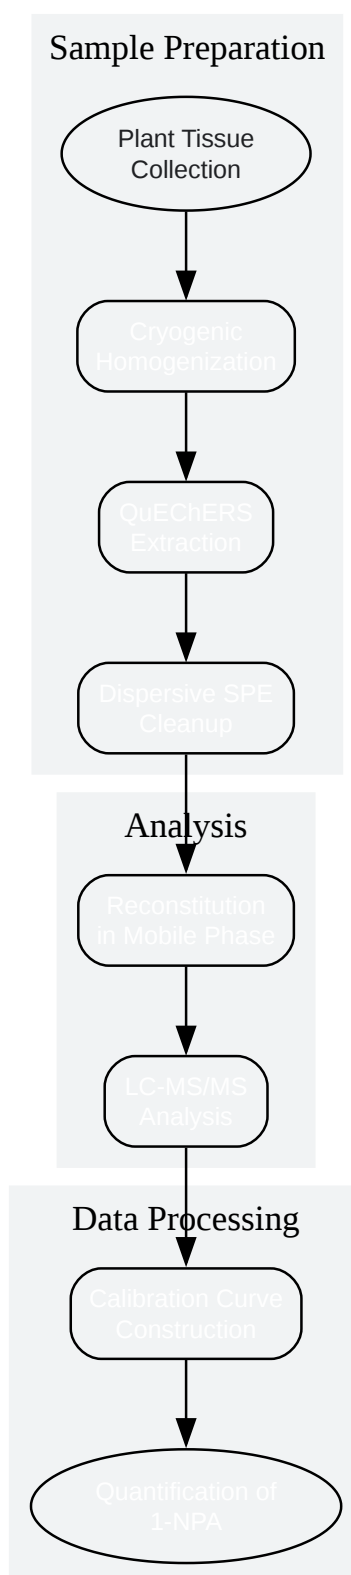 Sample Preparation
Plant Tissue
Collection
Cryogenic
Homogenization
QuEChERS
Extraction
Dispersive SPE
Cleanup
Analysis
Reconstitution
in Mobile Phase
LC-MS/MS
Analysis
Data Processing
Calibration Curve
Construction
Quantification of
1-NPA